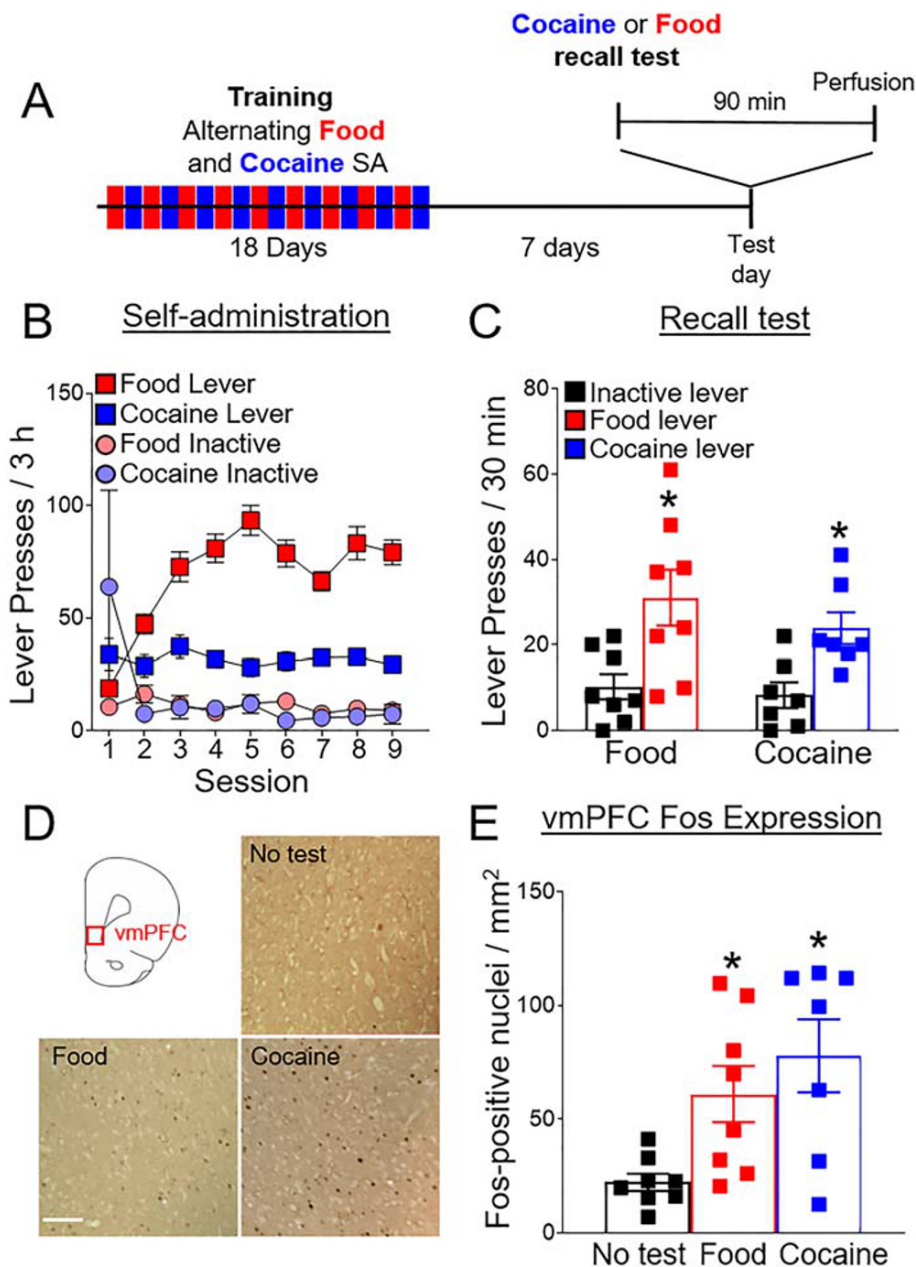 A
Training
Alternating Food
and Cocaine SA
18 Days
7 days
Cocaine or Food
recall test
90 min
Perfusion
Test
day
B
Self-administration
Food Lever
Cocaine Lever
Food Inactive
Cocaine Inactive
Lever Presses / 3 h
150
100
50
0
1 2 3 4 5 6 7 8 9
Session
C
Recall test
Inactive lever
Food lever
Cocaine lever
Lever Presses / 30 min
80
60
40
20
0
* *
Food Cocaine
D
vmPFC
No test
Food
Cocaine
E
vmPFC Fos Expression
Fos-positive nuclei / mm²
150
100
50
0
* *
No test Food Cocaine